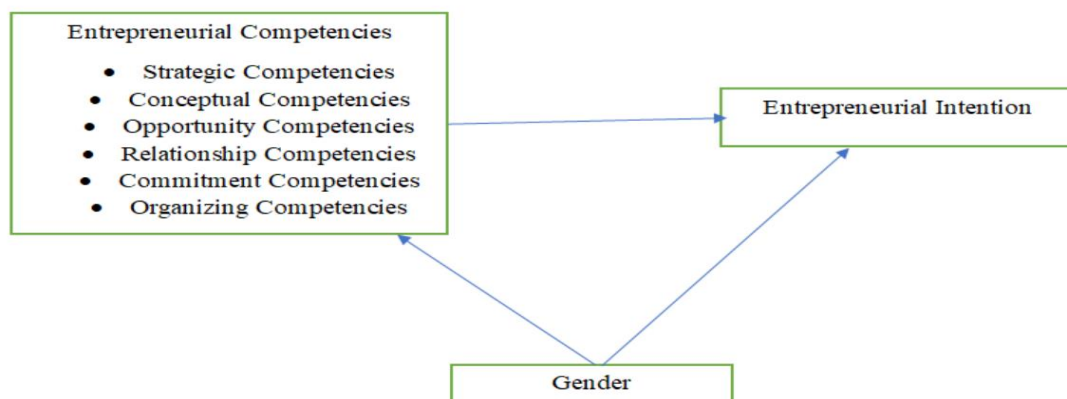 Entrepreneurial Competencies
• Strategic Competencies
• Conceptual Competencies
• Opportunity Competencies
• Relationship Competencies
• Commitment Competencies
• Organizing Competencies
Entrepreneurial Intention
Gender